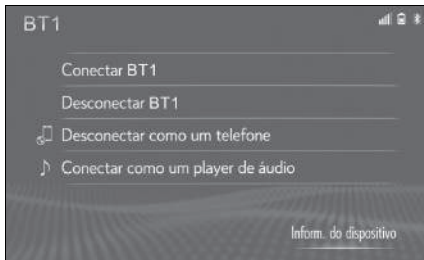 BT1
Conectar BT1
Desconectar BT1
Desconectar como um telefone
Conectar como um player de áudio
Inform. do dispositivo